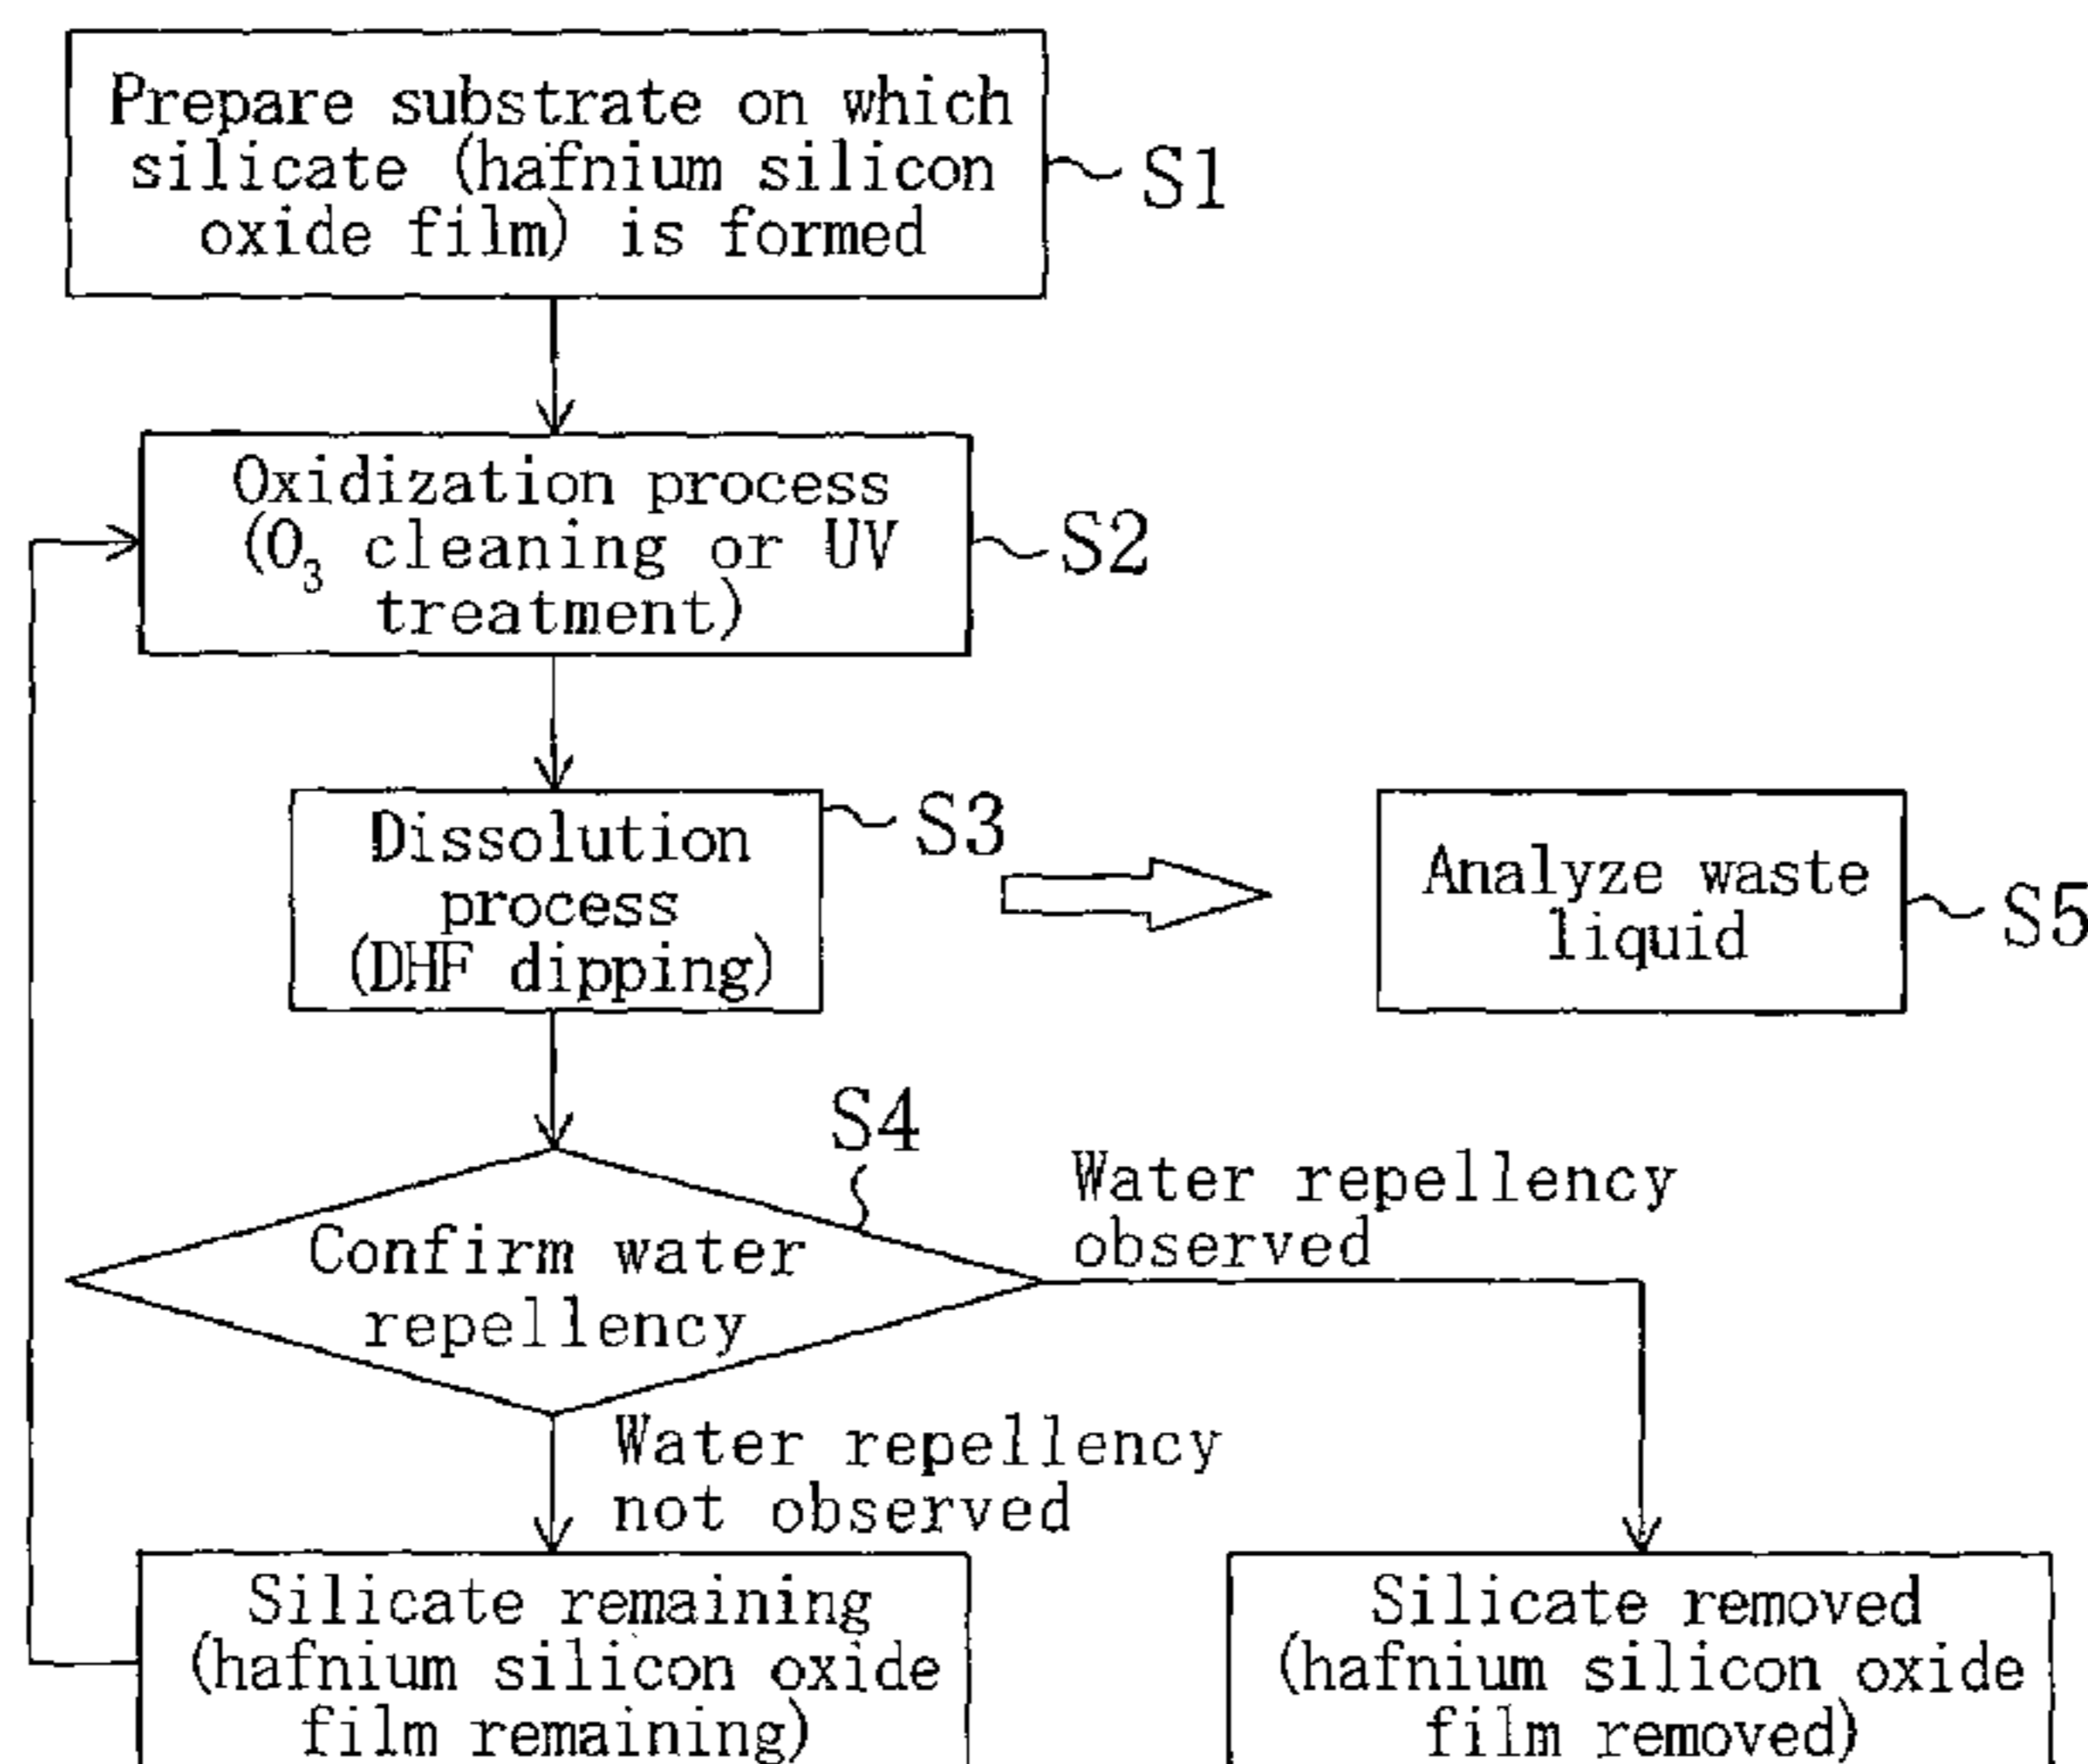 Prepare substrate on which
silicate (hafnium silicon
oxide film) is formed
S1
Oxidization process
(O₃ cleaning or UV
treatment)
S2
Dissolution
process
(DHF dipping)
S3
Analyze waste
liquid
S5
S4
Confirm water
repellency
Water repellency
observed
Water repellency
not observed
Silicate remaining
(hafnium silicon oxide
film remaining)
Silicate removed
(hafnium silicon oxide
film removed)